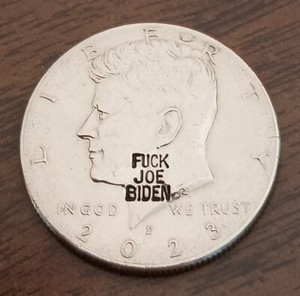 LIBERTY
FUCK
JOE
BIDEN
IN GOD WE TRUST
D
2023